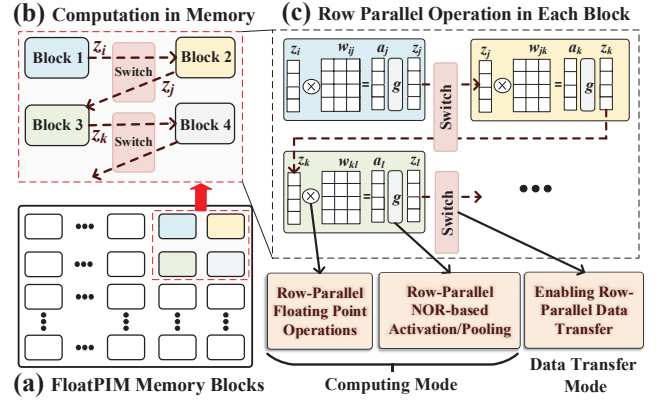 (b) Computation in Memory
Block 1
z_i
Switch
Block 2
z_j
Block 3
z_k
Switch
Block 4
(a) FloatPIM Memory Blocks
(c) Row Parallel Operation in Each Block
z_i w_ij a_j z_j
= g
Switch
z_j w_jk a_k z_k
= g
z_k w_kl a_l z_l
= g
Switch
Row-Parallel
Floating Point
Operations
Row-Parallel
NOR-based
Activation/Pooling
Enabling Row-
Parallel Data
Transfer
Computing Mode
Data Transfer
Mode